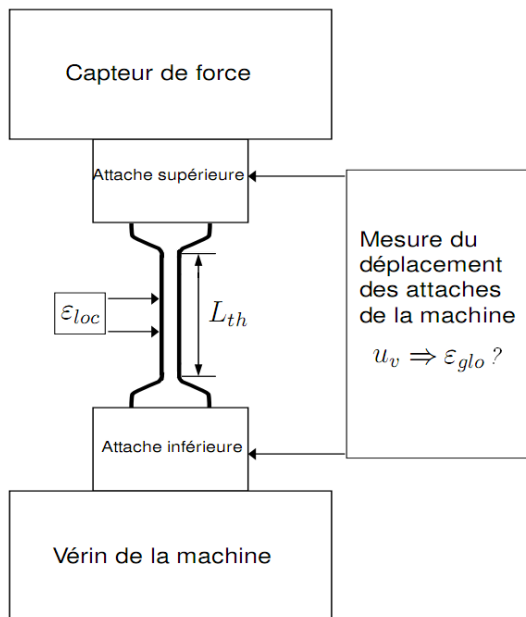 Capteur de force
Attache supérieure
Mesure du
déplacement
des attaches
de la machine
u_v ⇒ ε_glo ?
ε_loc
L_th
Attache inférieure
Vérin de la machine